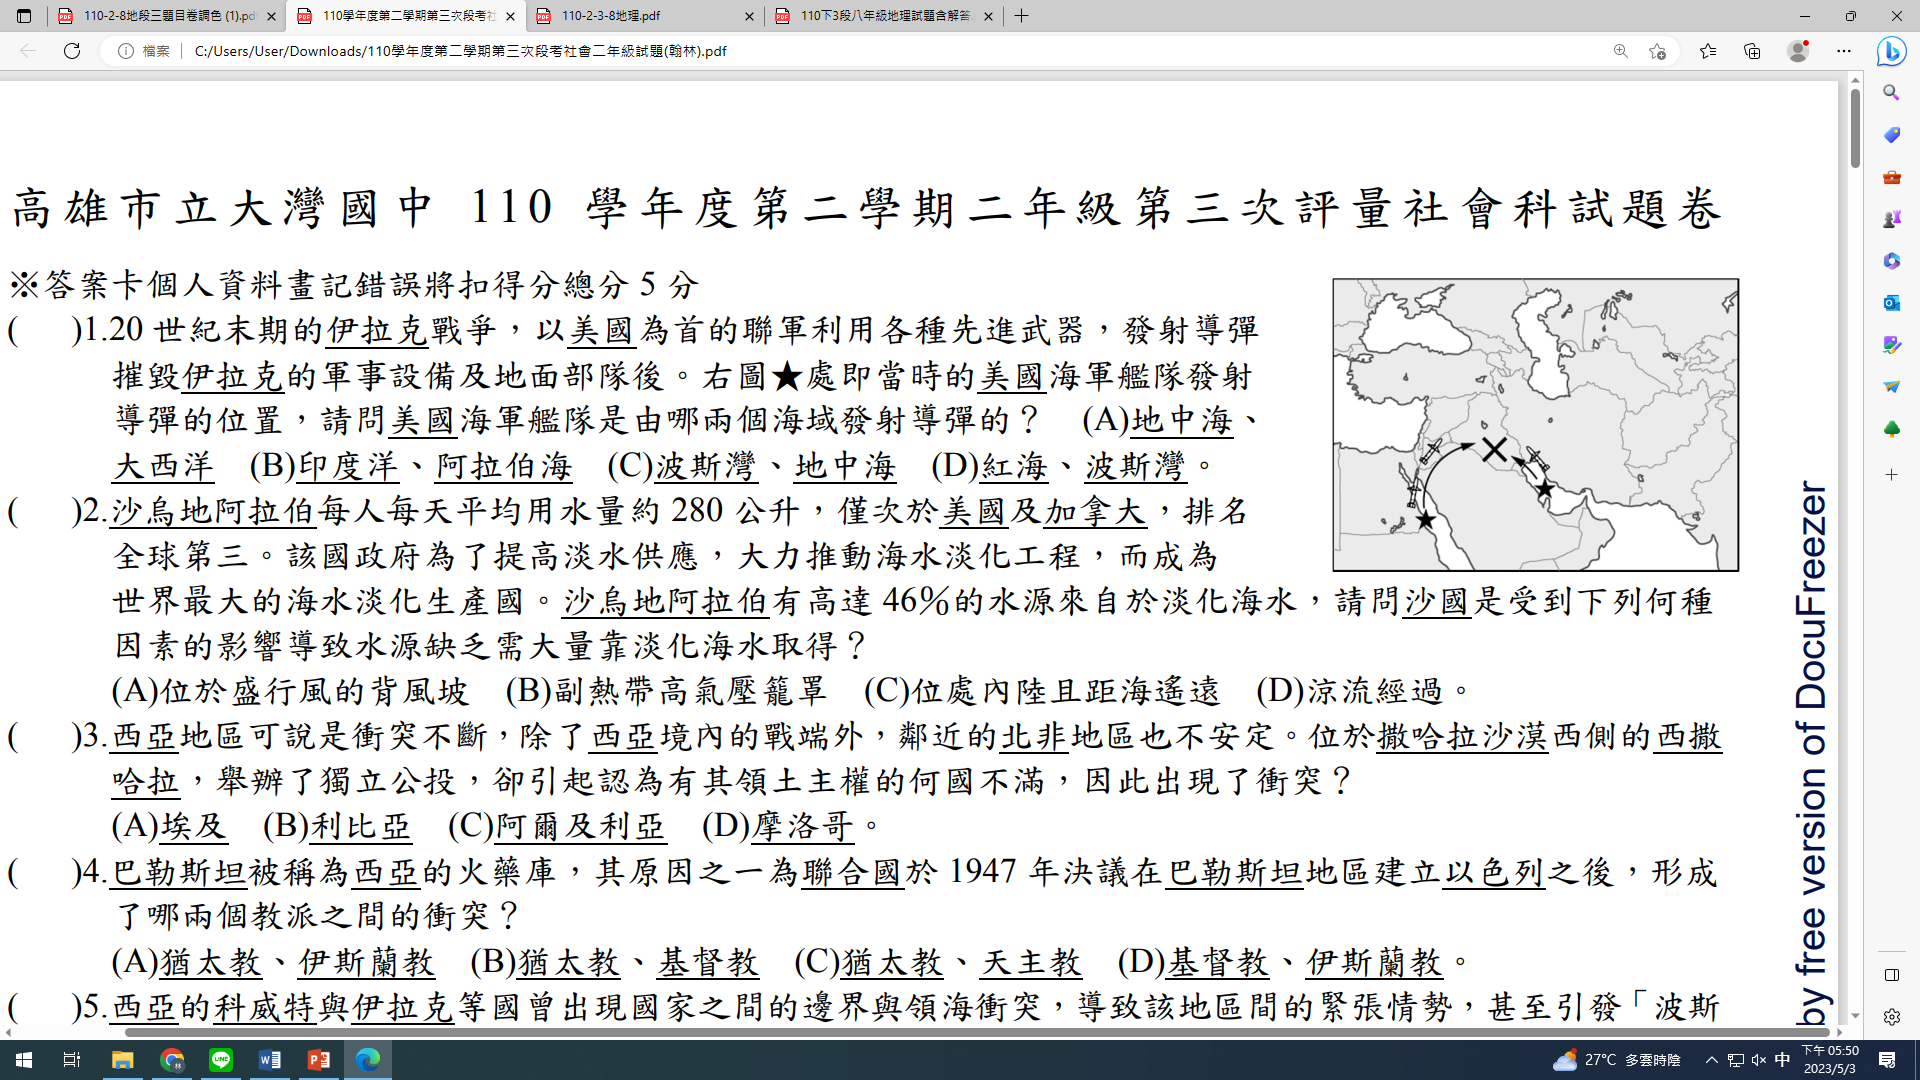 110-2-8地段三題目卷調色 (1).pd
110學年度第二學期第三次段考社
110-2-3-8地理.pdf
110下3段八年級地理試題含解答
檔案
C:/Users/User/Downloads/110學年度第二學期第三次段考社會二年級試題(翰林).pdf
高雄市立大灣國中 110 學年度第二學期二年級第三次評量社會科試題卷
※答案卡個人資料畫記錯誤將扣得分總分 5 分
( )1.20 世紀末期的伊拉克戰爭，以美國為首的聯軍利用各種先進武器，發射導彈
摧毀伊拉克的軍事設備及地面部隊後。右圖★處即當時的美國海軍艦隊發射
導彈的位置，請問美國海軍艦隊是由哪兩個海域發射導彈的？ (A)地中海、
大西洋 (B)印度洋、阿拉伯海 (C)波斯灣、地中海 (D)紅海、波斯灣。
( )2.沙烏地阿拉伯每人每天平均用水量約 280 公升，僅次於美國及加拿大，排名
全球第三。該國政府為了提高淡水供應，大力推動海水淡化工程，而成為
世界最大的海水淡化生產國。沙烏地阿拉伯有高達 46％的水源來自於淡化海水，請問沙國是受到下列何種
因素的影響導致水源缺乏需大量靠淡化海水取得？
(A)位於盛行風的背風坡 (B)副熱帶高氣壓籠罩 (C)位處內陸且距海遙遠 (D)涼流經過。
( )3.西亞地區可說是衝突不斷，除了西亞境內的戰端外，鄰近的北非地區也不安定。位於撒哈拉沙漠西側的西撒
哈拉，舉辦了獨立公投，卻引起認為有其領土主權的何國不滿，因此出現了衝突？
(A)埃及 (B)利比亞 (C)阿爾及利亞 (D)摩洛哥。
( )4.巴勒斯坦被稱為西亞的火藥庫，其原因之一為聯合國於 1947 年決議在巴勒斯坦地區建立以色列之後，形成
了哪兩個教派之間的衝突？
(A)猶太教、伊斯蘭教 (B)猶太教、基督教 (C)猶太教、天主教 (D)基督教、伊斯蘭教。
( )5.西亞的科威特與伊拉克等國曾出現國家之間的邊界與領海衝突，導致該地區間的緊張情勢，甚至引發「波斯
by free version of DocuFreezer
27°C 多雲時陰
中
下午 05:50
2023/5/3